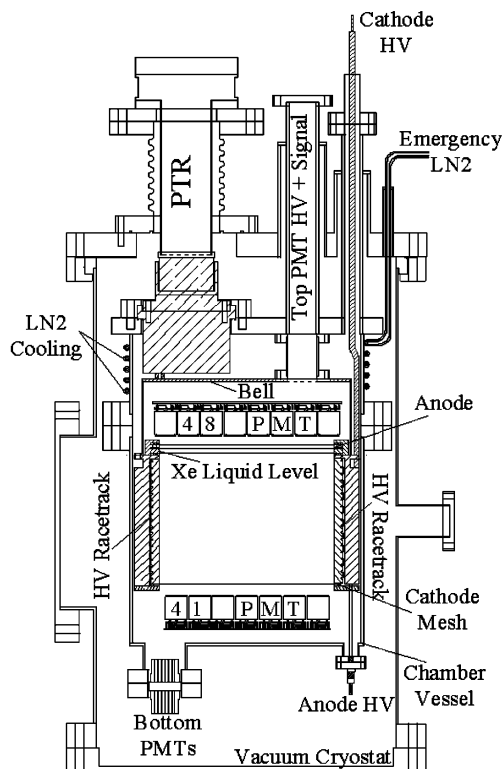 Cathode
HV
Emergency
LN2
PTR
Top PMT HV + Signal
LN2
Cooling
Bell
4 8 P M T
Anode
Xe Liquid Level
HV Racetrack
HV Racetrack
4 1 P M T
Cathode
Mesh
Chamber
Vessel
Anode HV
Bottom
PMTs
Vacuum Cryostat